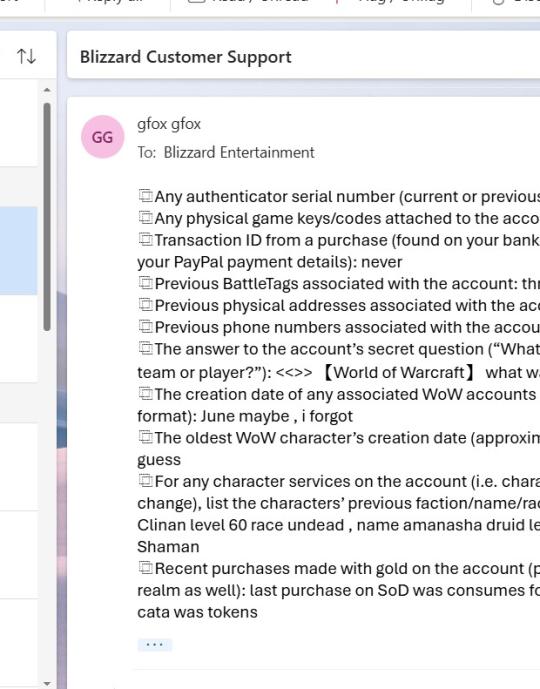 Reply all
Read / Unread
Flag / Unflag
Blizzard Customer Support
GG
gfox gfox
To: Blizzard Entertainment
Any authenticator serial number (current or previous
Any physical game keys/codes attached to the acco
Transaction ID from a purchase (found on your bank
your PayPal payment details): never
Previous BattleTags associated with the account: th
Previous physical addresses associated with the acc
Previous phone numbers associated with the accou
The answer to the account’s secret question (“What
team or player?”): <<>> 【World of Warcraft】 what w
The creation date of any associated WoW accounts
format): June maybe , i forgot
The oldest WoW character’s creation date (approxim
guess
For any character services on the account (i.e. chara
change), list the characters’ previous faction/name/ra
Clinan level 60 race undead , name amanasha druid le
Shaman
Recent purchases made with gold on the account (p
realm as well): last purchase on SoD was consumes fo
cata was tokens
...